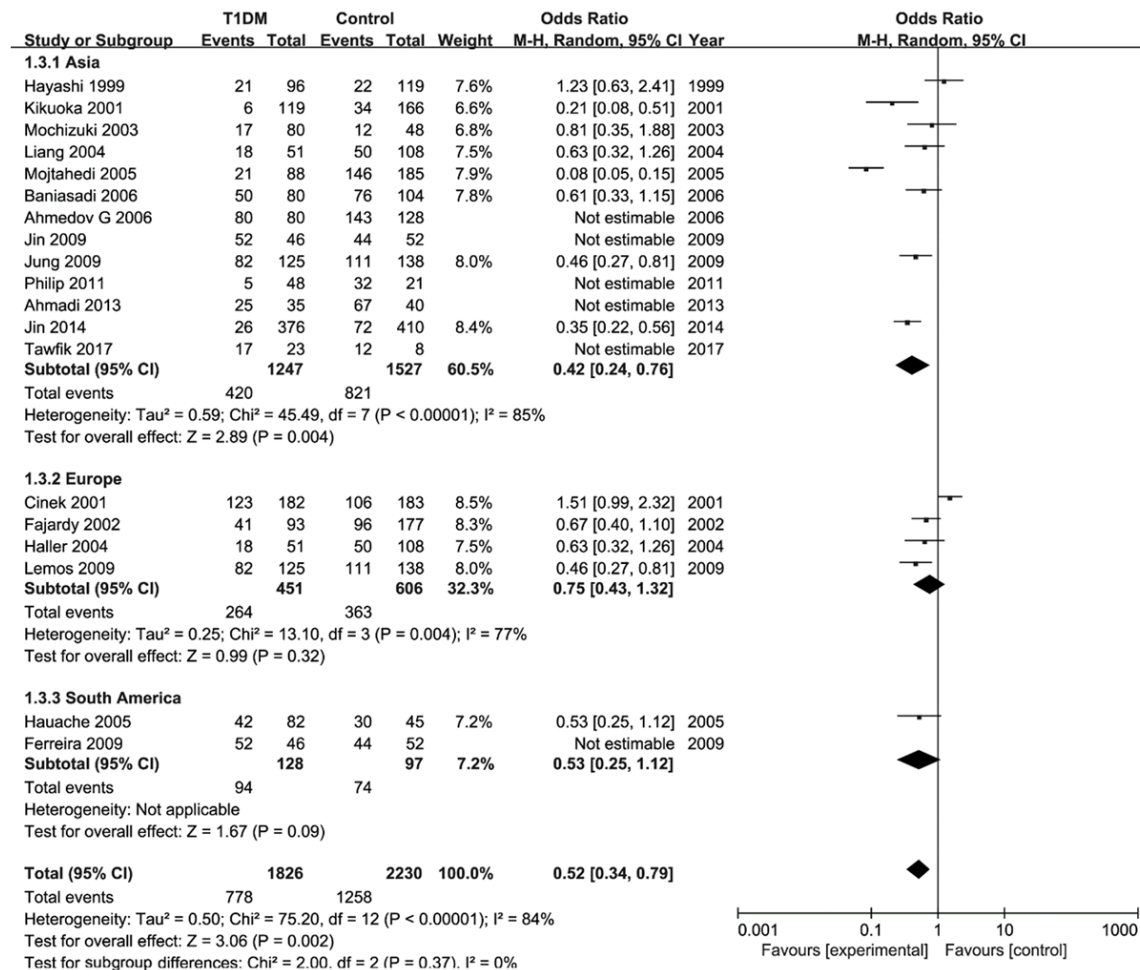 T1DM Control Odds Ratio Odds Ratio
Study or Subgroup Events Total Events Total Weight M-H, Random, 95% CI Year M-H, Random, 95% CI
1.3.1 Asia
Hayashi 1999 21 96 22 119 7.6% 1.23 [0.63, 2.41] 1999
Kikuoka 2001 6 119 34 166 6.6% 0.21 [0.08, 0.51] 2001
Mochizuki 2003 17 80 12 48 6.8% 0.81 [0.35, 1.88] 2003
Liang 2004 18 51 50 108 7.5% 0.63 [0.32, 1.26] 2004
Mojtahedi 2005 21 88 146 185 7.9% 0.08 [0.05, 0.15] 2005
Baniasadi 2006 50 80 76 104 7.8% 0.61 [0.33, 1.15] 2006
Ahmedov G 2006 80 80 143 128 Not estimable 2006
Jin 2009 52 46 44 52 Not estimable 2009
Jung 2009 82 125 111 138 8.0% 0.46 [0.27, 0.81] 2009
Philip 2011 5 48 32 21 Not estimable 2011
Ahmadi 2013 25 35 67 40 Not estimable 2013
Jin 2014 26 376 72 410 8.4% 0.35 [0.22, 0.56] 2014
Tawfik 2017 17 23 12 8 Not estimable 2017
Subtotal (95% CI) 1247 1527 60.5% 0.42 [0.24, 0.76]
Total events 420 821
Heterogeneity: Tau² = 0.59; Chi² = 45.49, df = 7 (P < 0.00001); I² = 85%
Test for overall effect: Z = 2.89 (P = 0.004)
1.3.2 Europe
Cinek 2001 123 182 106 183 8.5% 1.51 [0.99, 2.32] 2001
Fajardy 2002 41 93 96 177 8.3% 0.67 [0.40, 1.10] 2002
Haller 2004 18 51 50 108 7.5% 0.63 [0.32, 1.26] 2004
Lemos 2009 82 125 111 138 8.0% 0.46 [0.27, 0.81] 2009
Subtotal (95% CI) 451 606 32.3% 0.75 [0.43, 1.32]
Total events 264 363
Heterogeneity: Tau² = 0.25; Chi² = 13.10, df = 3 (P = 0.004); I² = 77%
Test for overall effect: Z = 0.99 (P = 0.32)
1.3.3 South America
Hauache 2005 42 82 30 45 7.2% 0.53 [0.25, 1.12] 2005
Ferreira 2009 52 46 44 52 Not estimable 2009
Subtotal (95% CI) 128 97 7.2% 0.53 [0.25, 1.12]
Total events 94 74
Heterogeneity: Not applicable
Test for overall effect: Z = 1.67 (P = 0.09)
Total (95% CI) 1826 2230 100.0% 0.52 [0.34, 0.79]
Total events 778 1258
Heterogeneity: Tau² = 0.50; Chi² = 75.20, df = 12 (P < 0.00001); I² = 84%
Test for overall effect: Z = 3.06 (P = 0.002)
Test for subgroup differences: Chi² = 2.00, df = 2 (P = 0.37), I² = 0%
0.001 0.1 1 10 1000
Favours [experimental] Favours [control]